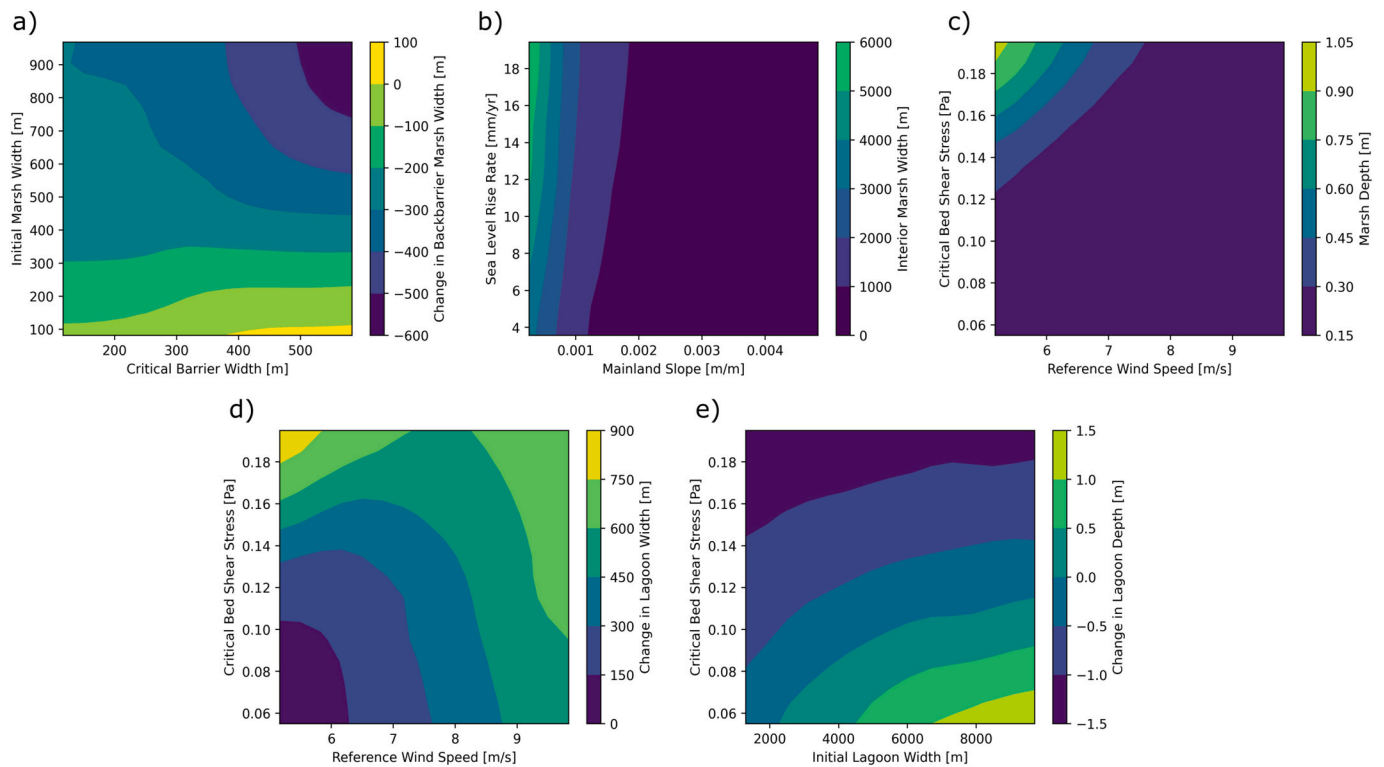 a)
900
800
700
600
500
400
300
200
100
Initial Marsh Width [m]
200 300 400 500
Critical Barrier Width [m]
100
0
−100
−200
−300
−400
−500
−600
Change in Backbarrier Marsh Width [m]
b)
18
16
14
12
10
8
6
4
Sea Level Rise Rate [mm/yr]
0.001 0.002 0.003 0.004
Mainland Slope [m/m]
6000
5000
4000
3000
2000
1000
0
Interior Marsh Width [m]
c)
0.18
0.16
0.14
0.12
0.10
0.08
0.06
Critical Bed Shear Stress [Pa]
6 7 8 9
Reference Wind Speed [m/s]
1.05
0.90
0.75
0.60
0.45
0.30
0.15
Marsh Depth [m]
d)
0.18
0.16
0.14
0.12
0.10
0.08
0.06
Critical Bed Shear Stress [Pa]
6 7 8 9
Reference Wind Speed [m/s]
900
750
600
450
300
150
0
Change in Lagoon Width [m]
e)
0.18
0.16
0.14
0.12
0.10
0.08
0.06
Critical Bed Shear Stress [Pa]
2000 4000 6000 8000
Initial Lagoon Width [m]
1.5
1.0
0.5
0.0
−0.5
−1.0
−1.5
Change in Lagoon Depth [m]